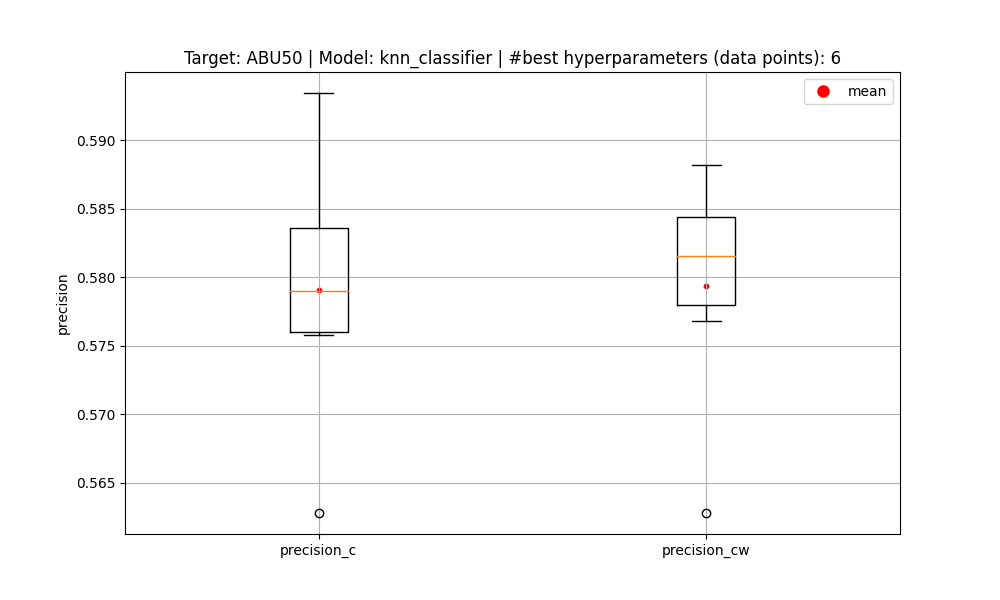 Target: ABU50 | Model: knn_classifier | #best hyperparameters (data points): 6
mean
0.590
0.585
0.580
0.575
0.570
0.565
precision
precision_c
precision_cw